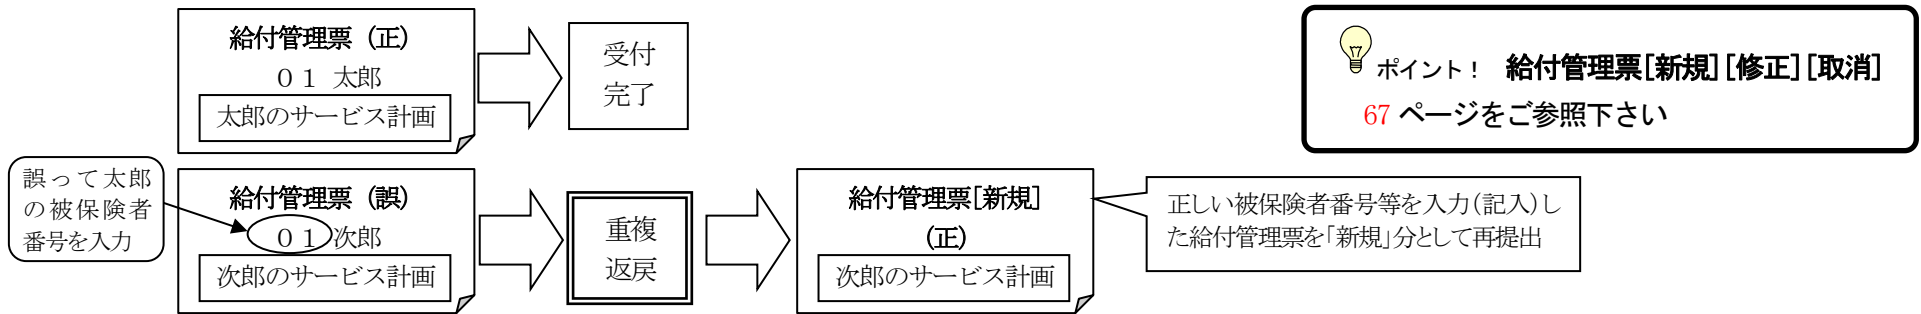 給付管理票（正）
０１ 太郎
太郎のサービス計画
受付
完了
ポイント！ 給付管理票[新規][修正][取消]
67 ページをご参照下さい
誤って太郎
の被保険者
番号を入力
給付管理票（誤）
０１ 次郎
次郎のサービス計画
重複
返戻
給付管理票[新規]
（正）
次郎のサービス計画
正しい被保険者番号等を入力（記入）し
た給付管理票を「新規」分として再提出